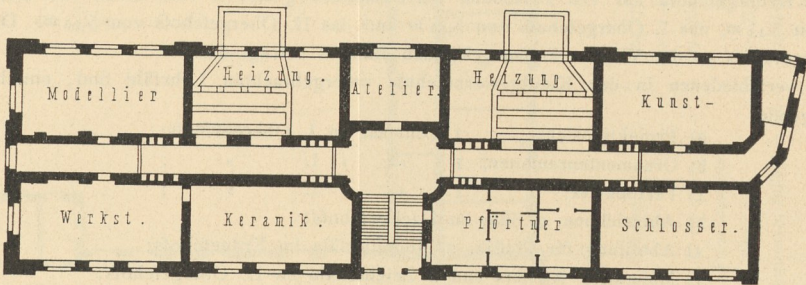 Modellier
Heizung.
Atelier.
Heizung.
Kunst-
Werkst.
Keramik.
Pförtner
Schlosser.